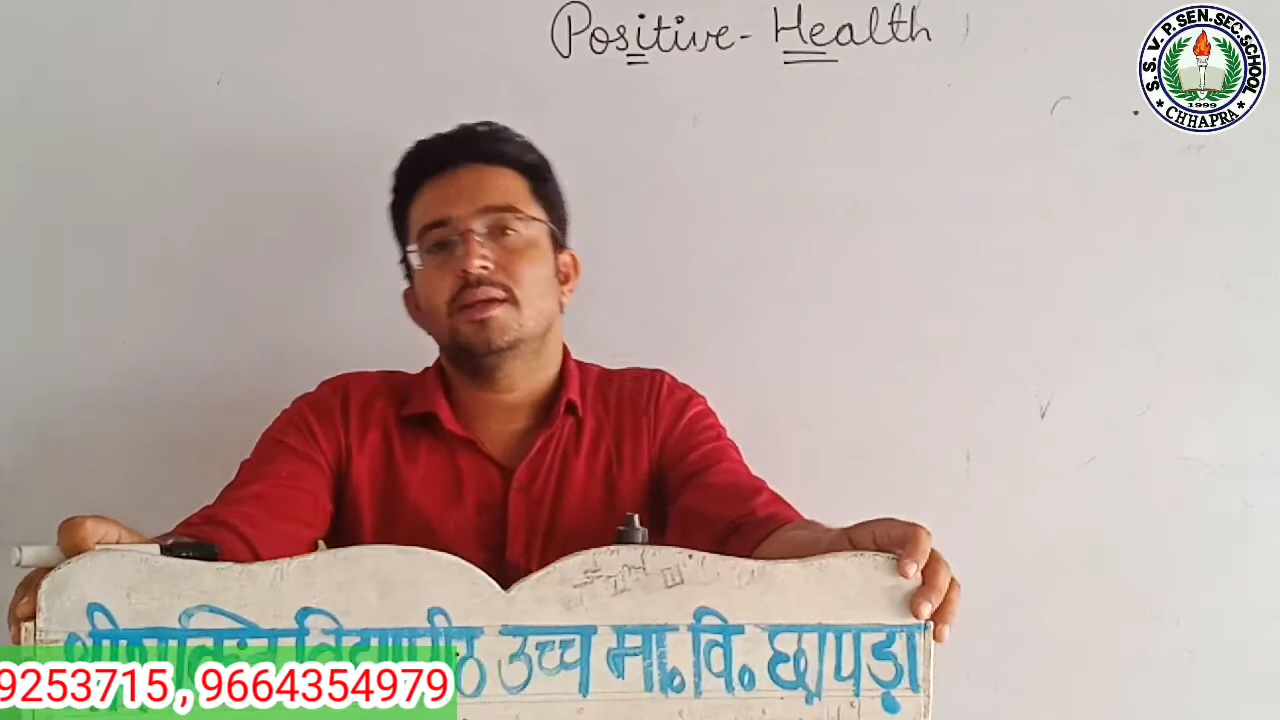 Positive - Health
S. S. V. P. SEN. SEC. SCHOOL
1999
* CHHAPRA *
विद्यापीठ उच्च मा. वि. छापड़ा
9253715, 9664354979